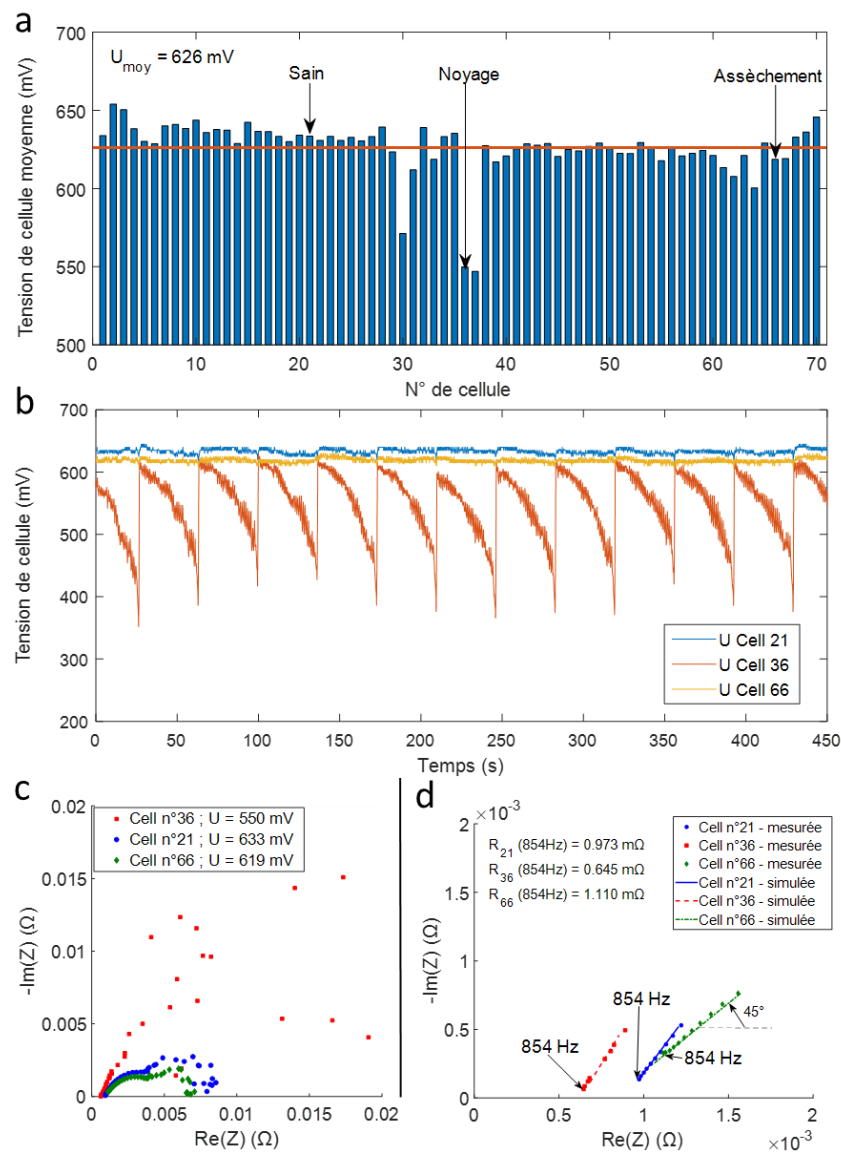 a
700
650
600
550
500
Tension de cellule moyenne (mV)
U_moy = 626 mV
Sain
Noyage
Assèchement
0 10 20 30 40 50 60 70
N° de cellule
b
700
600
500
400
300
200
Tension de cellule (mV)
U Cell 21
U Cell 36
U Cell 66
0 50 100 150 200 250 300 350 400 450
Temps (s)
c
0.02
0.015
0.01
0.005
0
-Im(Z) (Ω)
Cell n°36 ; U = 550 mV
Cell n°21 ; U = 633 mV
Cell n°66 ; U = 619 mV
0 0.005 0.01 0.015 0.02
Re(Z) (Ω)
d
×10⁻³
2
1.5
1
0.5
0
-Im(Z) (Ω)
R₂₁ (854Hz) = 0.973 mΩ
R₃₆ (854Hz) = 0.645 mΩ
R₆₆ (854Hz) = 1.110 mΩ
Cell n°21 - mesurée
Cell n°36 - mesurée
Cell n°66 - mesurée
Cell n°21 - simulée
Cell n°36 - simulée
Cell n°66 - simulée
854 Hz
854 Hz
45°
854 Hz
0 0.5 1 1.5 2
Re(Z) (Ω)
×10⁻³